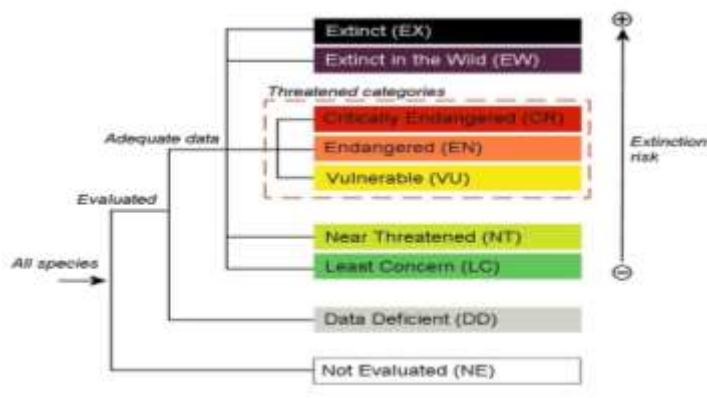 Extinct (EX)
Extinct in the Wild (EW)
Threatened categories
Critically Endangered (CR)
Adequate data
Endangered (EN)
Extinction
risk
Vulnerable (VU)
Evaluated
Near Threatened (NT)
All species
Least Concern (LC)
Data Deficient (DD)
Not Evaluated (NE)